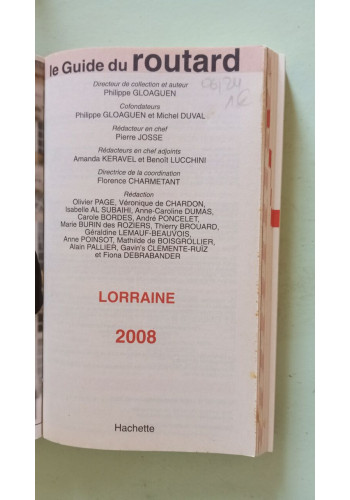 le Guide du routard
Directeur de collection et auteur
Philippe GLOAGUEN
Cofondateurs
Philippe GLOAGUEN et Michel DUVAL
Rédacteur en chef
Pierre JOSSE
Rédacteurs en chef adjoints
Amanda KERAVEL et Benoît LUCCHINI
Directrice de la coordination
Florence CHARMETANT
Rédaction
Olivier PAGE, Véronique de CHARDON,
Isabelle AL SUBAIHI, Anne-Caroline DUMAS,
Carole BORDES, André PONCELET,
Marie BURIN des ROZIERS, Thierry BROUARD,
Géraldine LEMAUF-BEAUVOIS,
Anne POINSOT, Mathilde de BOISGROLLIER,
Alain PALLIER, Gavin's CLEMENTE-RUÏZ
et Fiona DEBRABANDER
LORRAINE
2008
Hachette